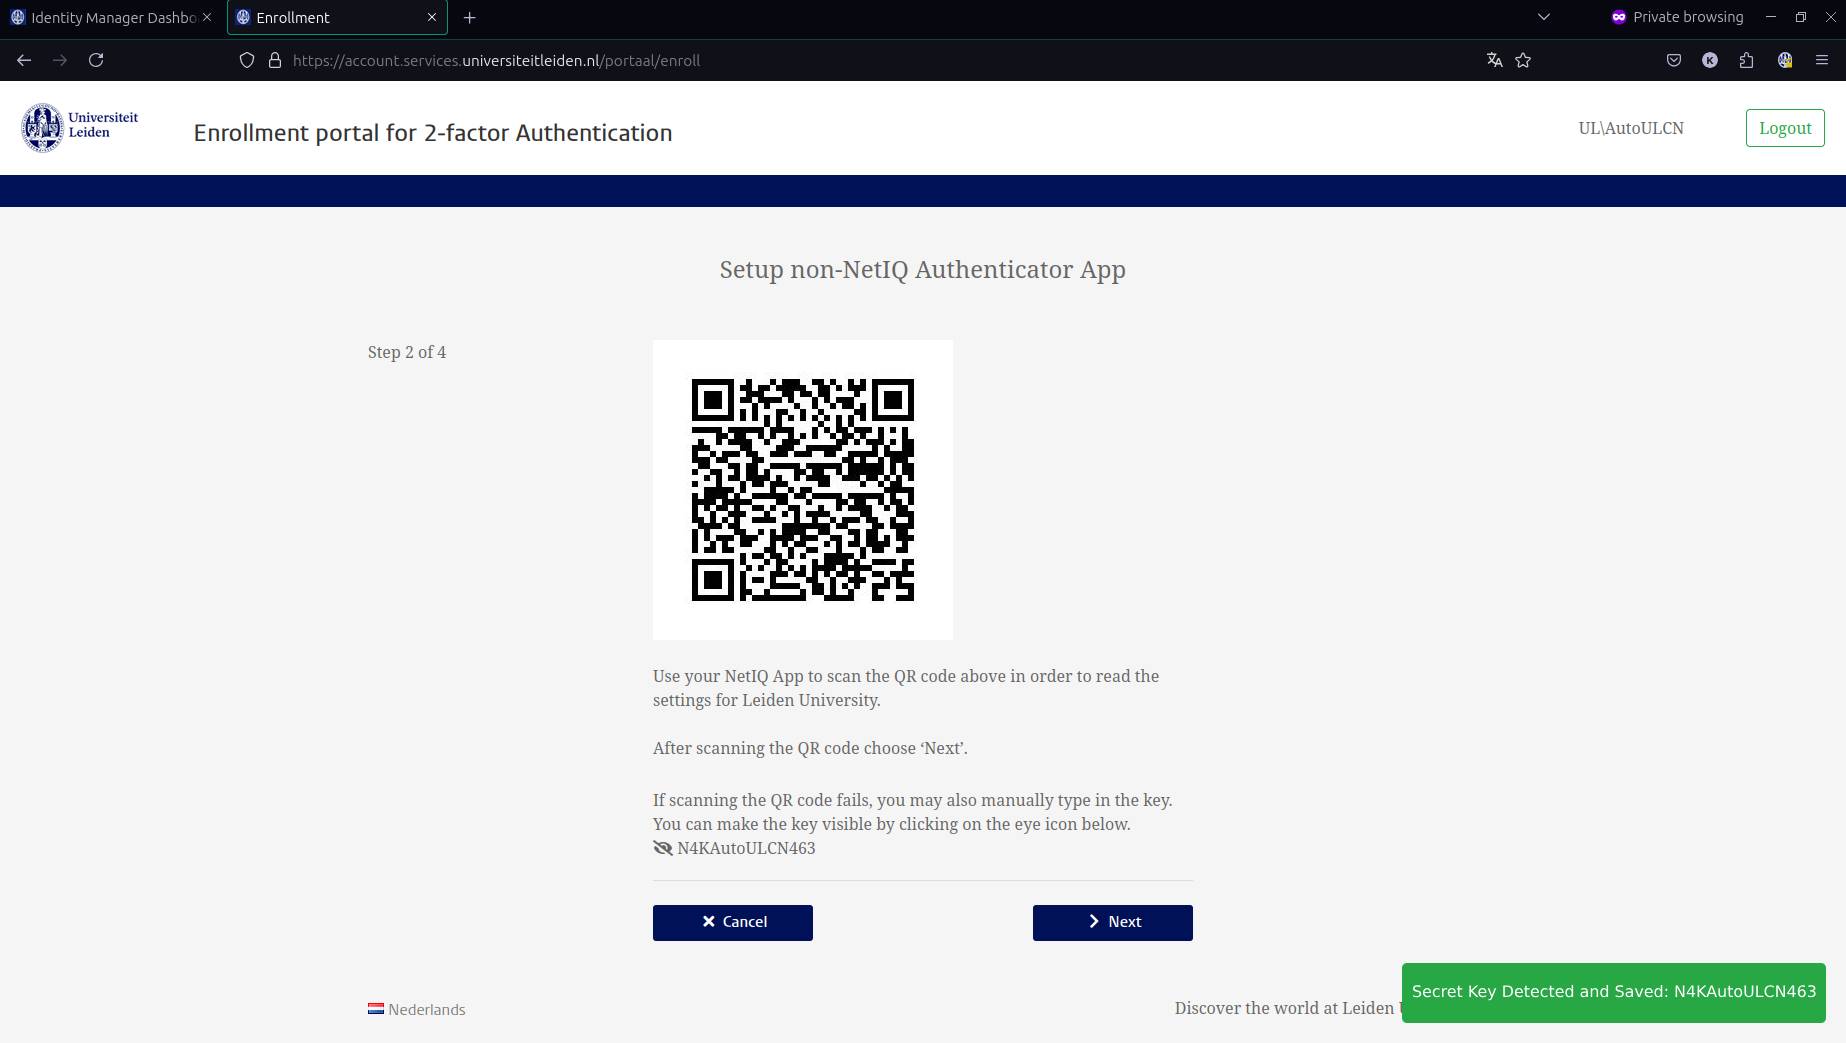 Identity Manager Dashbo
Enrollment
Private browsing
https://account.services.universiteitleiden.nl/portaal/enroll
K
Universiteit
Leiden
Enrollment portal for 2-factor Authentication
UL\AutoULCN
Logout
Setup non-NetIQ Authenticator App
Step 2 of 4
Use your NetIQ App to scan the QR code above in order to read the
settings for Leiden University.
After scanning the QR code choose ‘Next’.
If scanning the QR code fails, you may also manually type in the key.
You can make the key visible by clicking on the eye icon below.
N4KAutoULCN463
Cancel
Next
Nederlands
Discover the world at Leiden
Secret Key Detected and Saved: N4KAutoULCN463